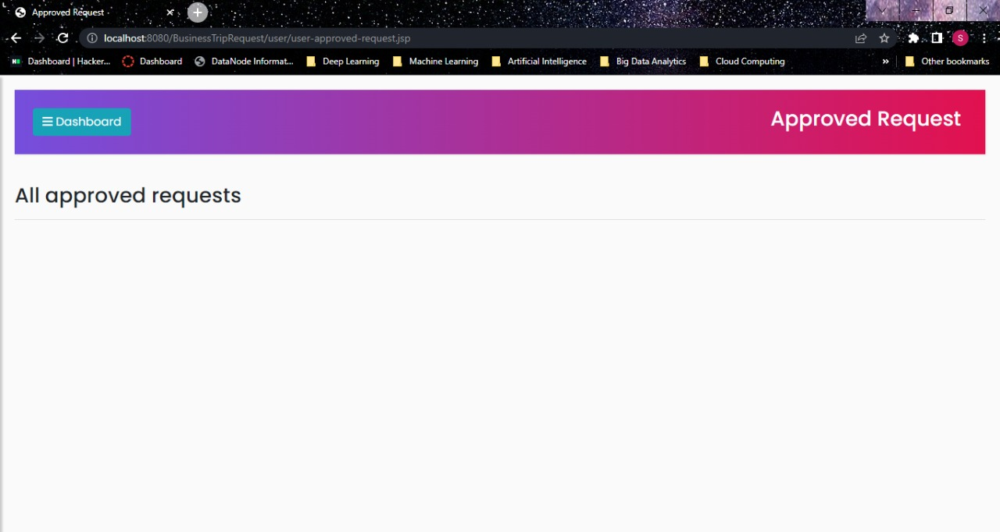 Approved Request
localhost:8080/BusinessTripRequest/user/user-approved-request.jsp
S
Dashboard | Hacker... Dashboard DataNode Informat... Deep Learning Machine Learning Artificial Intelligence Big Data Analytics Cloud Computing » Other bookmarks
Dashboard
Approved Request
All approved requests